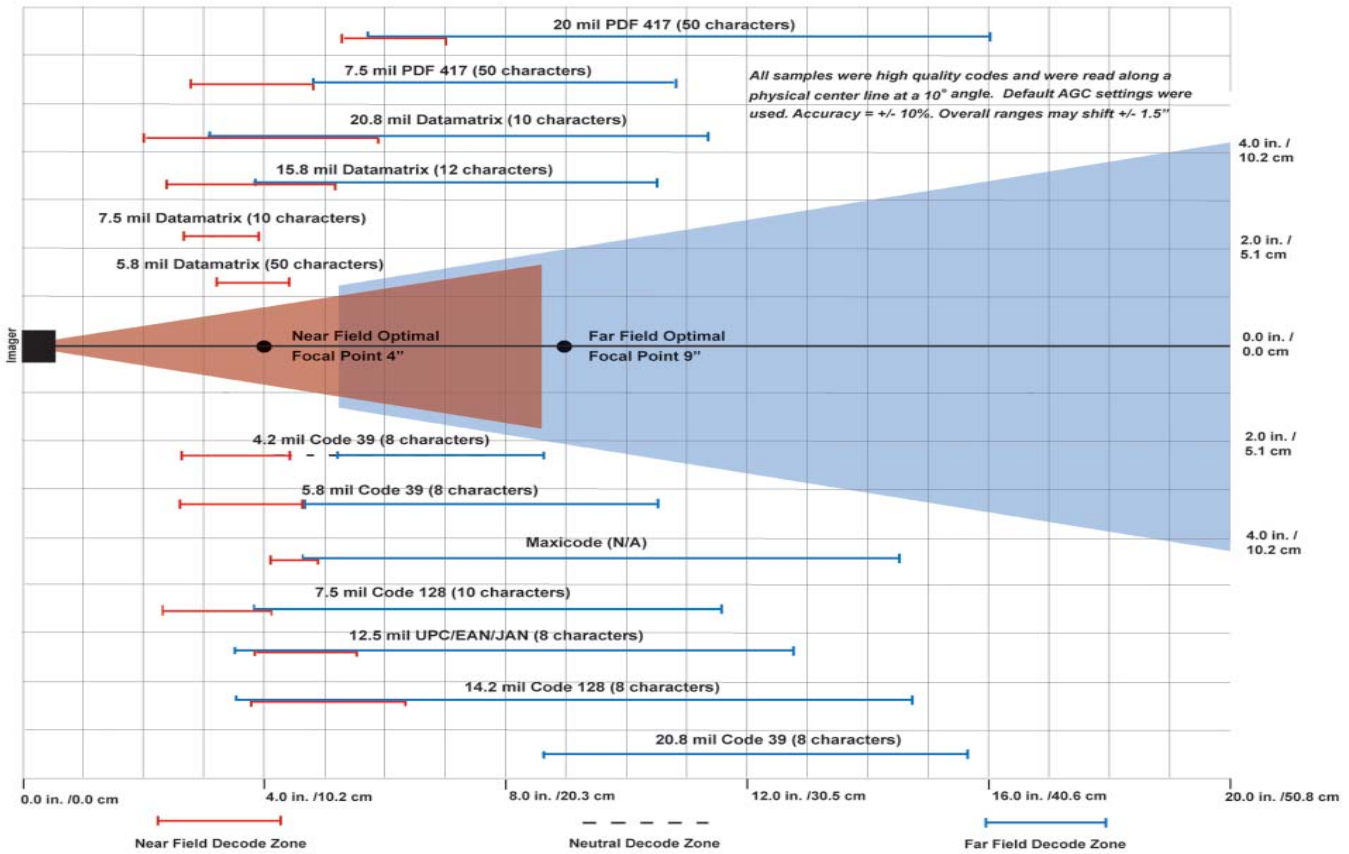 20 mil PDF 417 (50 characters)
7.5 mil PDF 417 (50 characters)
All samples were high quality codes and were read along a
physical center line at a 10° angle. Default AGC settings were
used. Accuracy = +/- 10%. Overall ranges may shift +/- 1.5”
20.8 mil Datamatrix (10 characters)
4.0 in. /
10.2 cm
15.8 mil Datamatrix (12 characters)
7.5 mil Datamatrix (10 characters)
2.0 in. /
5.1 cm
5.8 mil Datamatrix (50 characters)
Imager
Near Field Optimal
Focal Point 4”
Far Field Optimal
Focal Point 9”
0.0 in. /
0.0 cm
4.2 mil Code 39 (8 characters)
2.0 in. /
5.1 cm
5.8 mil Code 39 (8 characters)
Maxicode (N/A)
4.0 in. /
10.2 cm
7.5 mil Code 128 (10 characters)
12.5 mil UPC/EAN/JAN (8 characters)
14.2 mil Code 128 (8 characters)
20.8 mil Code 39 (8 characters)
0.0 in. /0.0 cm
4.0 in./10.2 cm
8.0 in./20.3 cm
12.0 in./30.5 cm
16.0 in./40.6 cm
20.0 in./50.8 cm
Near Field Decode Zone
Neutral Decode Zone
Far Field Decode Zone